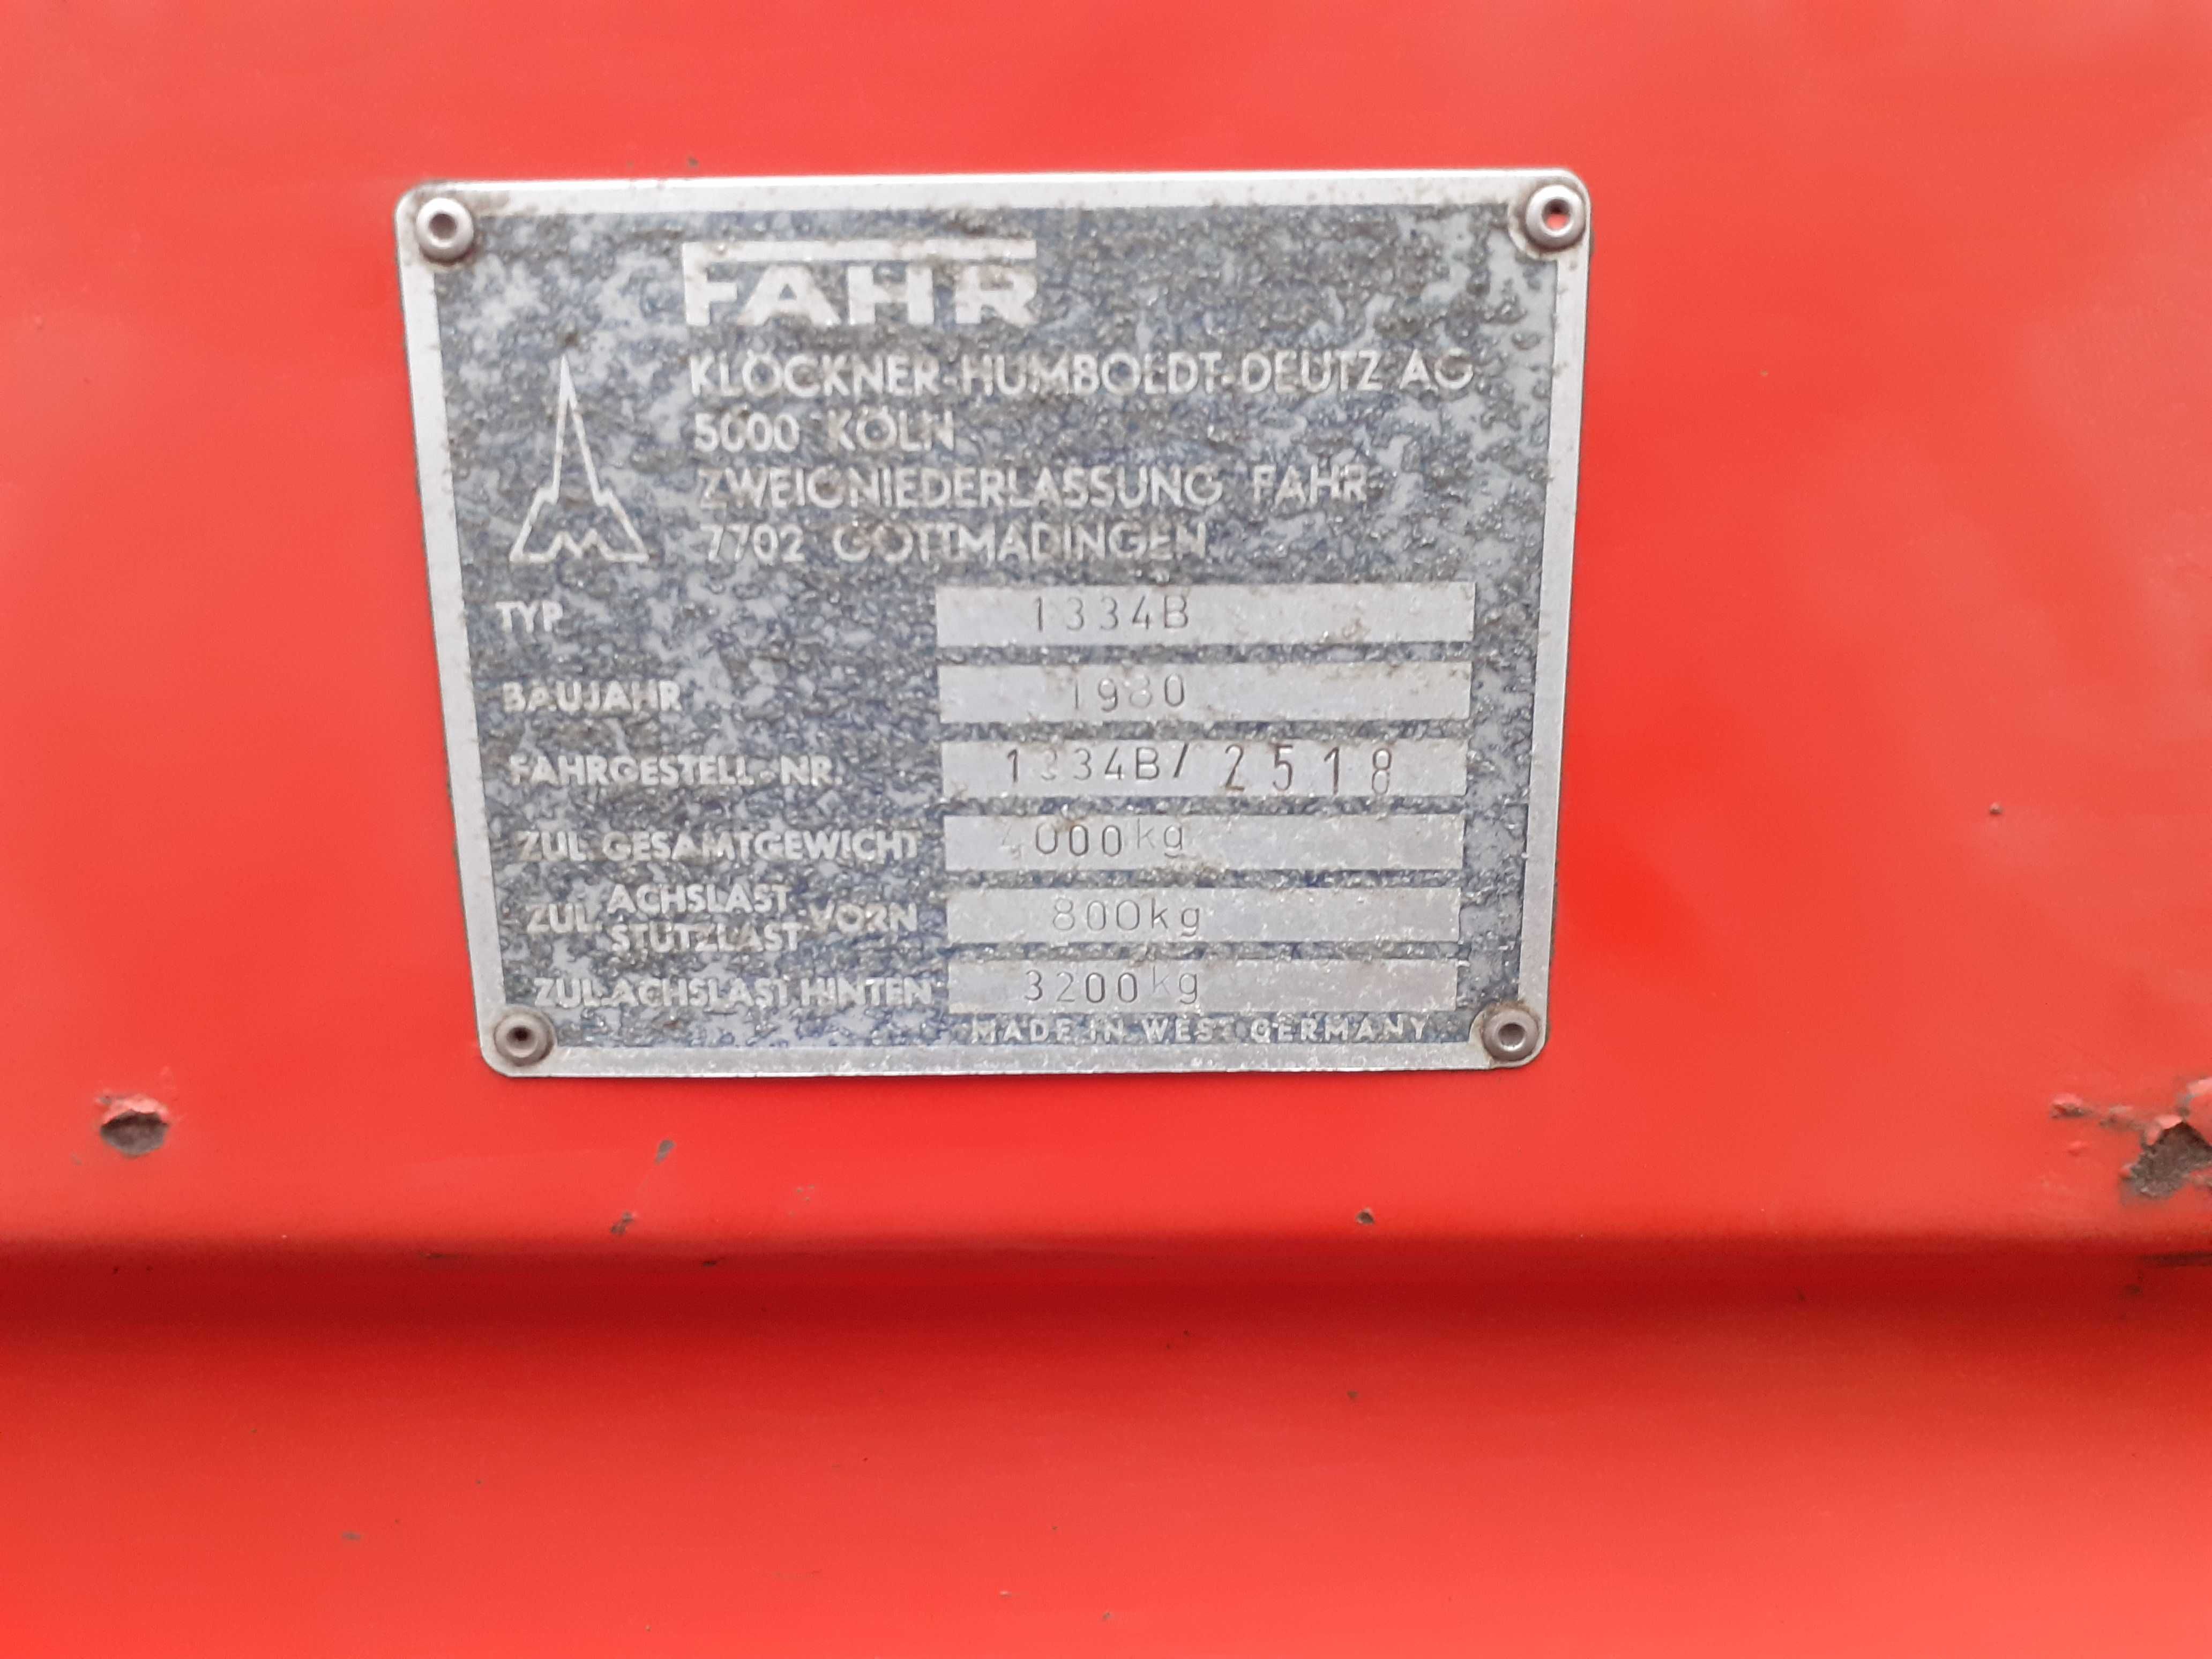 FAHR
KLÖCKNER-HUMBOLDT-DEUTZ AG
5000 KÖLN
ZWEIGNIEDERLASSUNG FAHR
7702 GOTTMADINGEN
TYP 1334B
BAUJAHR 1980
FAHRGESTELL-NR. 1334B/2518
ZUL. GESAMTGEWICHT 4000kg
ZUL. ACHSLAST STÜTZLAST VORN 800kg
ZUL. ACHSLAST HINTEN 3200kg
MADE IN WEST GERMANY